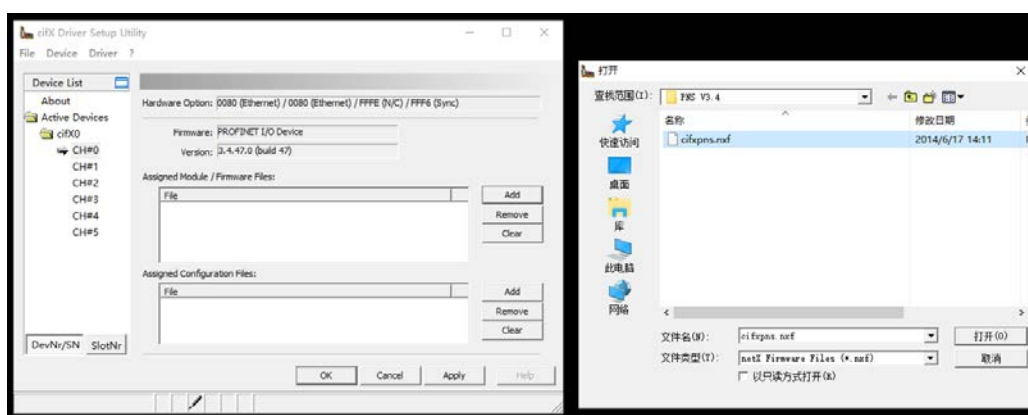 cifX Driver Setup Utility
File Device Driver ?
Device List
About
Active Devices
cifX0
CH#0
CH#1
CH#2
CH#3
CH#4
CH#5
DevNr/SN SlotNr
Hardware Option: 0080 (Ethernet) / 0080 (Ethernet) / FFFE (N/C) / FFF6 (Sync)
Firmware: PROFINET I/O Device
Version: 3.4.47.0 (build 47)
Assigned Module / Firmware Files:
File
Add
Remove
Clear
Assigned Configuration Files:
File
Add
Remove
Clear
OK Cancel Apply Help
打开
查找范围(I): PNS V3.4
快速访问
桌面
库
此电脑
网络
名称 修改日期
cifxpns.nxf 2014/6/17 14:11
文件名(N): cifxpns.nxf 打开(O)
文件类型(T): netX Firmware Files (*.nxf) 取消
以只读方式打开(R)